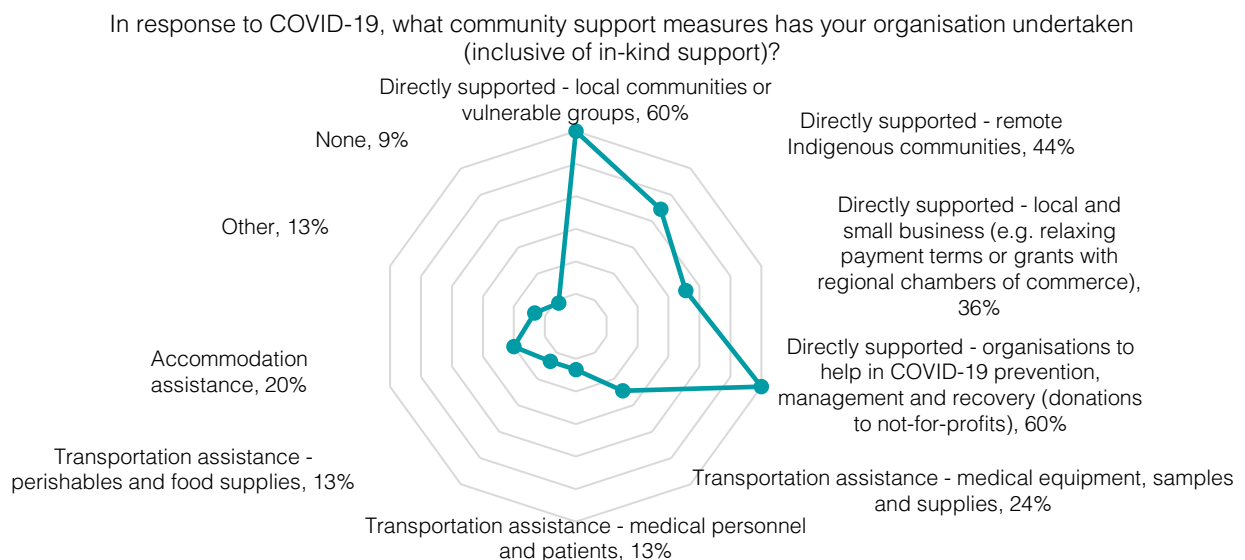 In response to COVID-19, what community support measures has your organisation undertaken
(inclusive of in-kind support)?
Directly supported - local communities or
vulnerable groups, 60%
Directly supported - remote
Indigenous communities, 44%
Directly supported - local and
small business (e.g. relaxing
payment terms or grants with
regional chambers of commerce),
36%
Directly supported - organisations to
help in COVID-19 prevention,
management and recovery (donations
to not-for-profits), 60%
Transportation assistance - medical equipment, samples
and supplies, 24%
Transportation assistance - medical personnel
and patients, 13%
Transportation assistance -
perishables and food supplies, 13%
Accommodation
assistance, 20%
Other, 13%
None, 9%